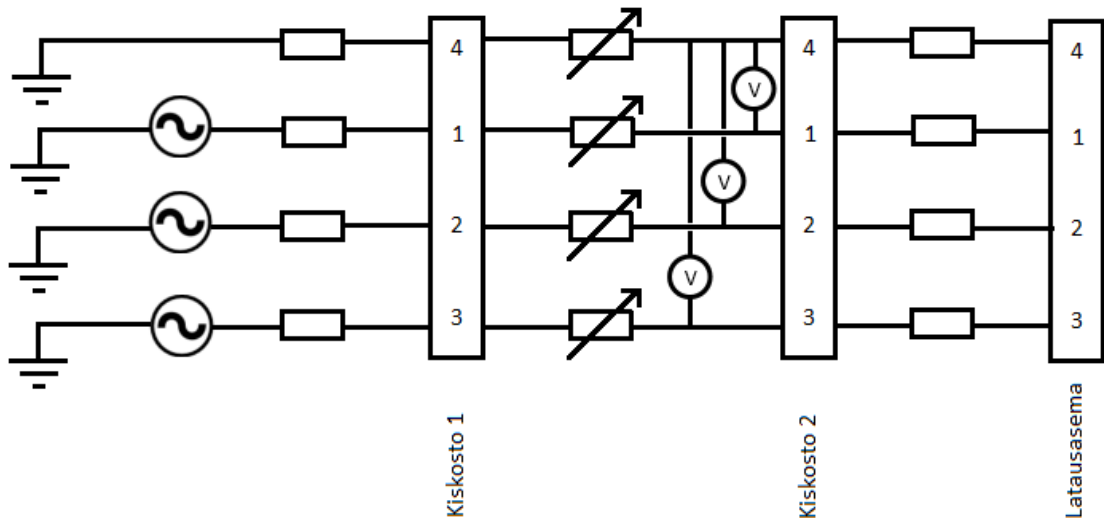 4 4 4
V
1 1 1
V
2 2 2
V
3 3 3
Kiskosto 1
Kiskosto 2
Latausasema